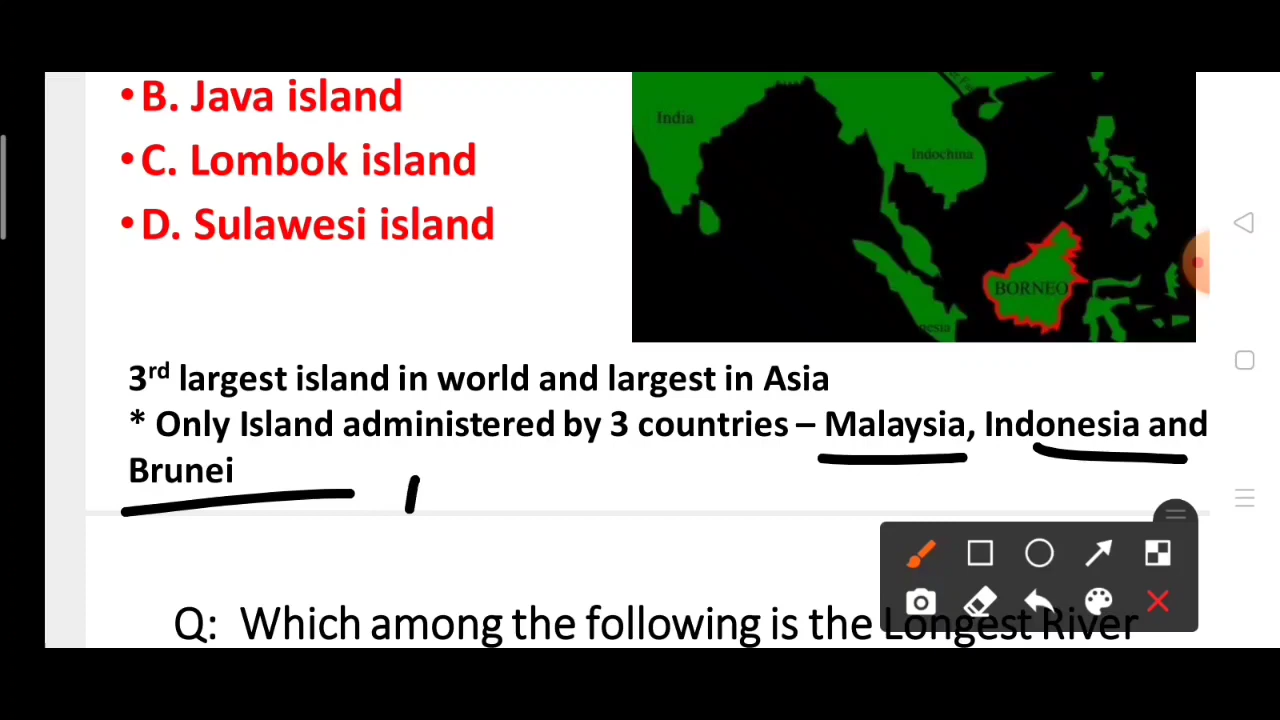 • B. Java island
• C. Lombok island
• D. Sulawesi island
India
Indochina
BORNEO
3rd largest island in world and largest in Asia
* Only Island administered by 3 countries – Malaysia, Indonesia and
Brunei
Q: Which among the following is the Longest River